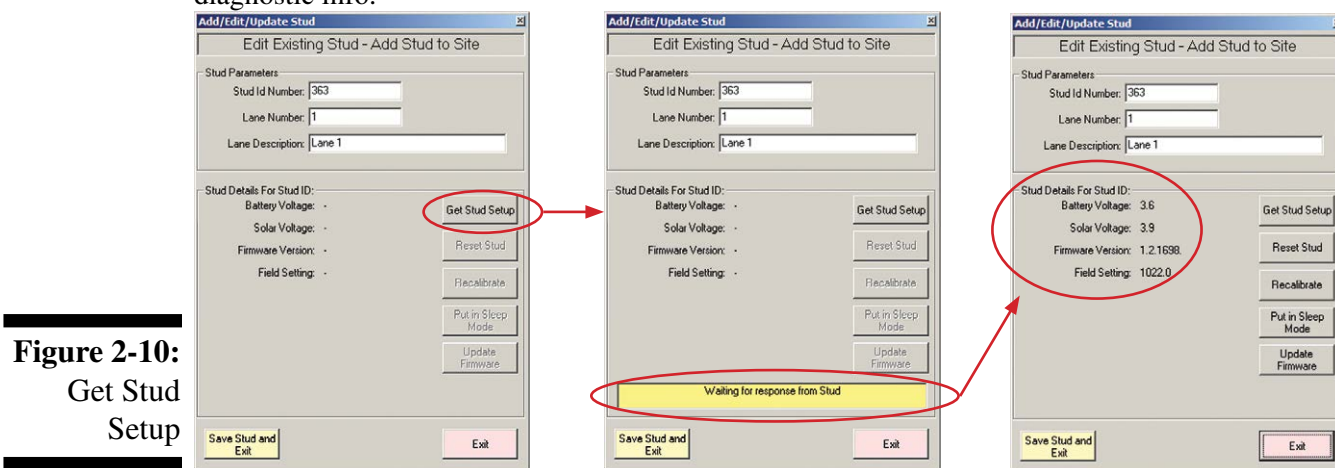 diagnostic info.
Add/Edit/Update Stud
Edit Existing Stud - Add Stud to Site
Stud Parameters
Stud Id Number: 363
Lane Number: 1
Lane Description: Lane 1
Stud Details For Stud ID:
Battery Voltage: -
Solar Voltage: -
Firmware Version: -
Field Setting: -
Get Stud Setup
Reset Stud
Recalibrate
Put in Sleep
Mode
Update
Firmware
Save Stud and
Exit
Exit
Add/Edit/Update Stud
Edit Existing Stud - Add Stud to Site
Stud Parameters
Stud Id Number: 363
Lane Number: 1
Lane Description: Lane 1
Stud Details For Stud ID:
Battery Voltage: -
Solar Voltage: -
Firmware Version: -
Field Setting: -
Get Stud Setup
Reset Stud
Recalibrate
Put in Sleep
Mode
Update
Firmware
Waiting for response from Stud
Save Stud and
Exit
Exit
Add/Edit/Update Stud
Edit Existing Stud - Add Stud to Site
Stud Parameters
Stud Id Number: 363
Lane Number: 1
Lane Description: Lane 1
Stud Details For Stud ID:
Battery Voltage: 3.6
Solar Voltage: 3.9
Firmware Version: 1.2.1698.
Field Setting: 1022.0
Get Stud Setup
Reset Stud
Recalibrate
Put in Sleep
Mode
Update
Firmware
Save Stud and
Exit
Exit
Figure 2-10:
Get Stud
Setup